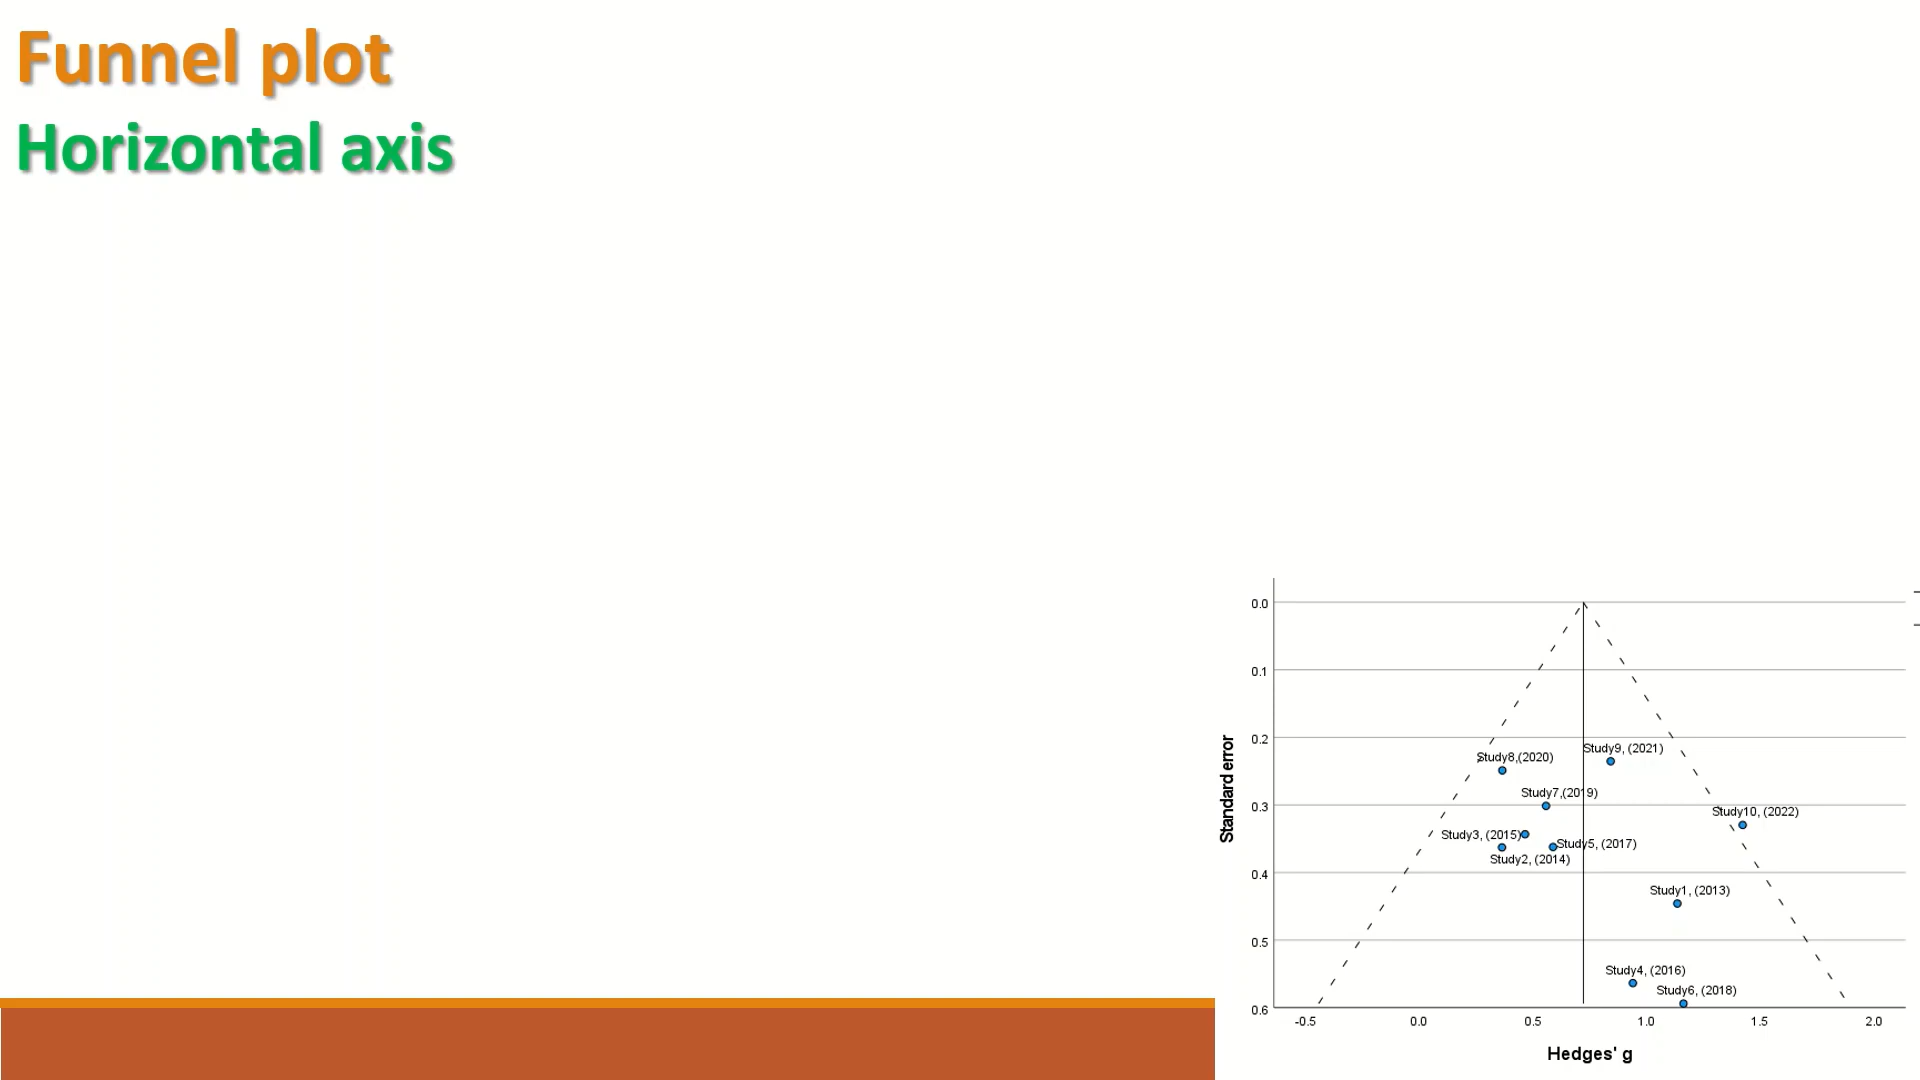 Funnel plot
Horizontal axis
0.0
0.1
0.2
Study9, (2021)
Study8,(2020)
Study7,(2019)
0.3
Study10, (2022)
Study3, (2015)
Study5, (2017)
Study2, (2014)
0.4
Study1, (2013)
0.5
Study4, (2016)
Study6, (2018)
0.6
Standard error
-0.5 0.0 0.5 1.0 1.5 2.0
Hedges' g